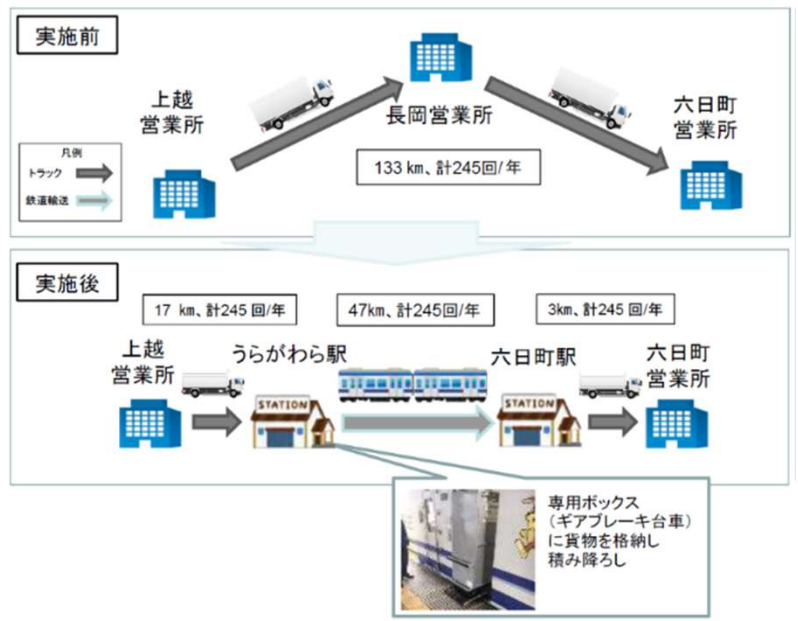 実施前
上越
営業所
長岡営業所
六日町
営業所
凡例
トラック
鉄道輸送
133 km、計245回/年
実施後
17 km、計245 回/年
47km、計245回/年
3km、計245 回/年
上越
営業所
うらがわら駅
六日町駅
六日町
営業所
STATION
STATION
専用ボックス
(ギアブレーキ台車)
に貨物を格納し
積み降ろし